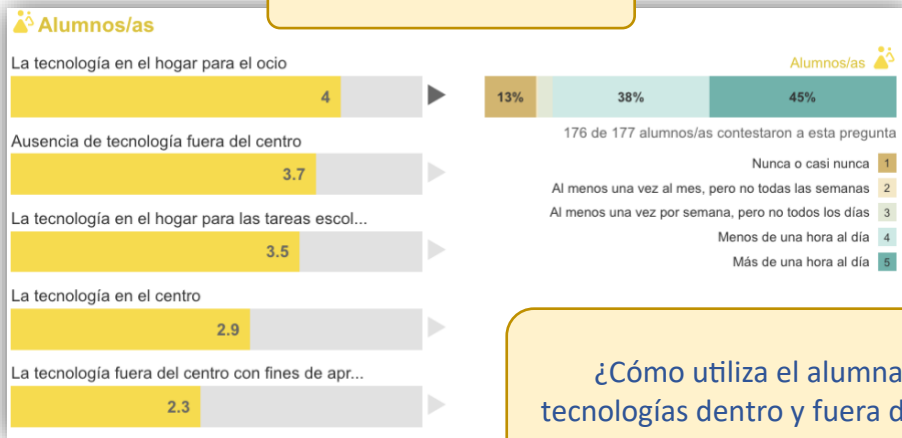 Alumnos/as
La tecnología en el hogar para el ocio
4
Ausencia de tecnología fuera del centro
3.7
La tecnología en el hogar para las tareas escol...
3.5
La tecnología en el centro
2.9
La tecnología fuera del centro con fines de apr...
2.3
Alumnos/as
13% 38% 45%
176 de 177 alumnos/as contestaron a esta pregunta
Nunca o casi nunca 1
Al menos una vez al mes, pero no todas las semanas 2
Al menos una vez por semana, pero no todos los días 3
Menos de una hora al día 4
Más de una hora al día 5
¿Cómo utiliza el alumna
tecnologías dentro y fuera d